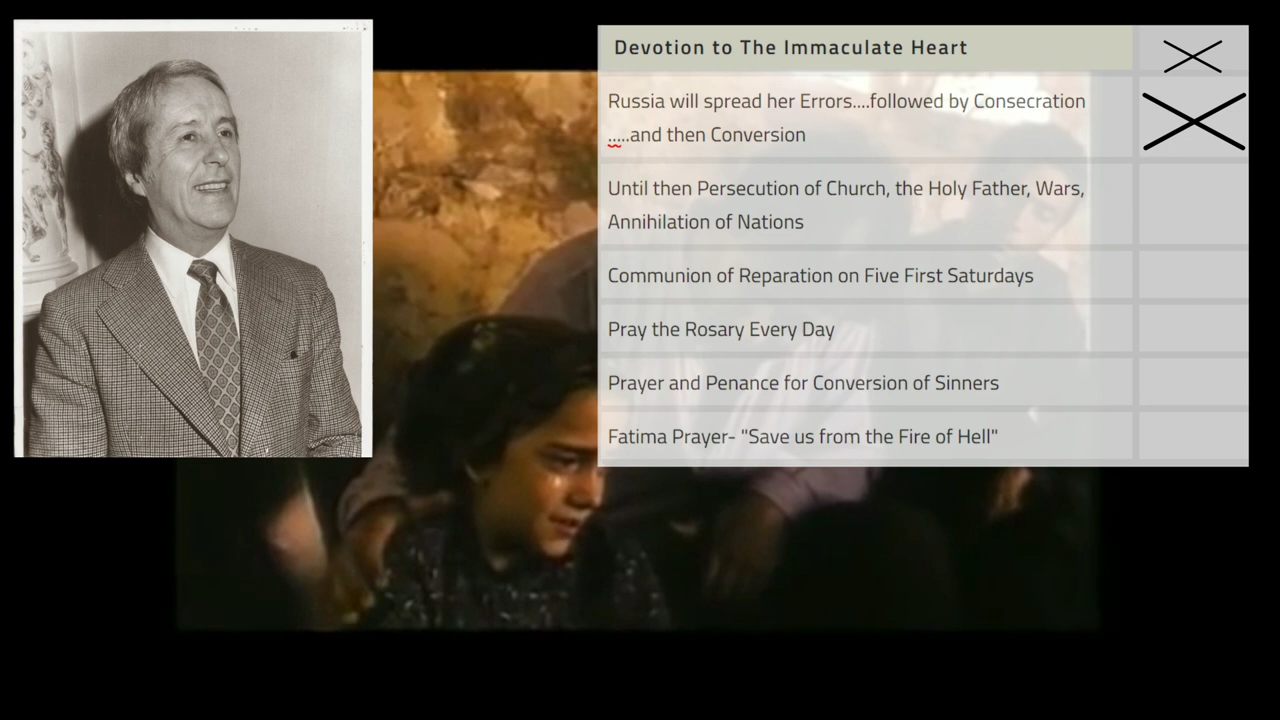 Devotion to The Immaculate Heart
Russia will spread her Errors....followed by Consecration
.....and then Conversion
Until then Persecution of Church, the Holy Father, Wars,
Annihilation of Nations
Communion of Reparation on Five First Saturdays
Pray the Rosary Every Day
Prayer and Penance for Conversion of Sinners
Fatima Prayer- "Save us from the Fire of Hell"